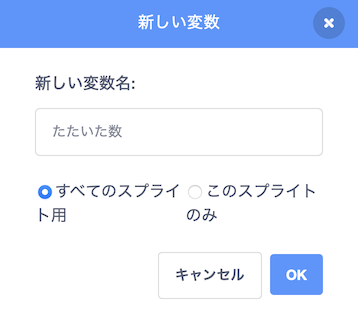 新しい変数
新しい変数名:
たたいた数
すべてのスプライ
ト用
このスプライト
のみ
キャンセル
OK